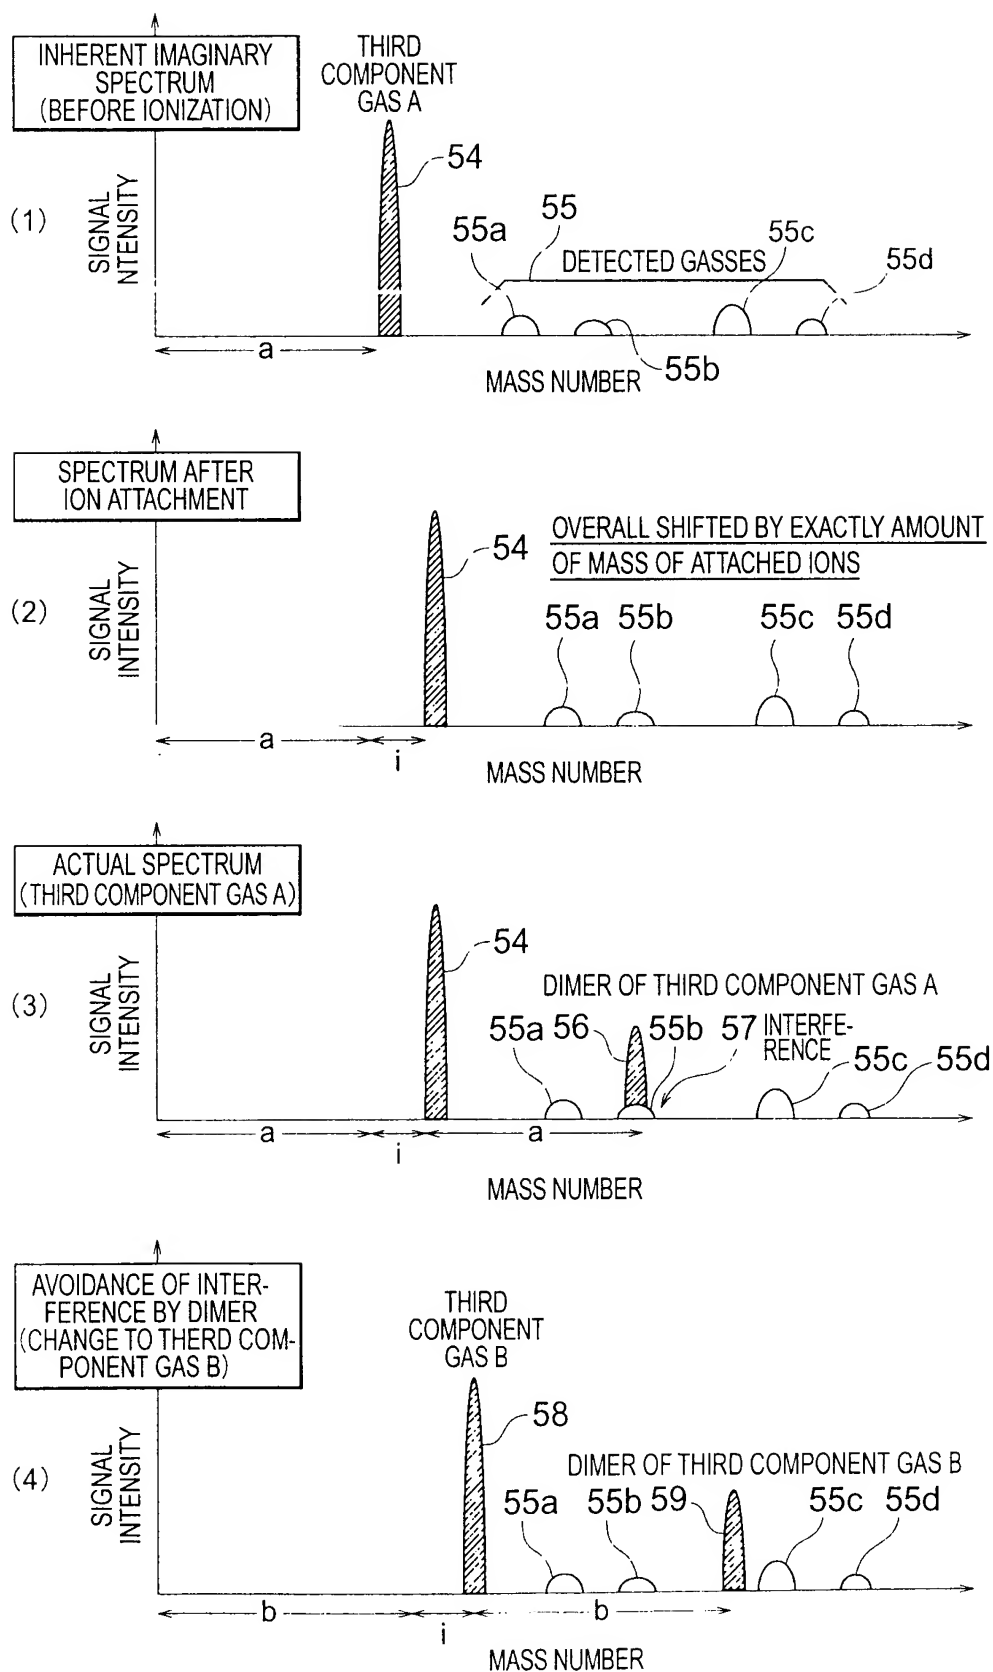 INHERENT IMAGINARY
SPECTRUM
(BEFORE IONIZATION)
THIRD
COMPONENT
GAS A
54
(1)
SIGNAL
NTENSITY
55
55a
55c
DETECTED GASSES
55d
55b
a
MASS NUMBER
SPECTRUM AFTER
ION ATTACHMENT
54
OVERALL SHIFTED BY EXACTLY AMOUNT
OF MASS OF ATTACHED IONS
(2)
SIGNAL
INTENSITY
55a 55b 55c 55d
a
i
MASS NUMBER
ACTUAL SPECTRUM
(THIRD COMPONENT GAS A)
54
(3)
SIGNAL
INTENSITY
DIMER OF THIRD COMPONENT GAS A
55a 56 55b 57 INTERFE-
RENCE
55c 55d
a
i
a
MASS NUMBER
AVOIDANCE OF INTER-
FERENCE BY DIMER
(CHANGE TO THERD COM-
PONENT GAS B)
THIRD
COMPONENT
GAS B
58
(4)
SIGNAL
INTENSITY
DIMER OF THIRD COMPONENT GAS B
55a 55b 59 55c 55d
b
i
b
MASS NUMBER